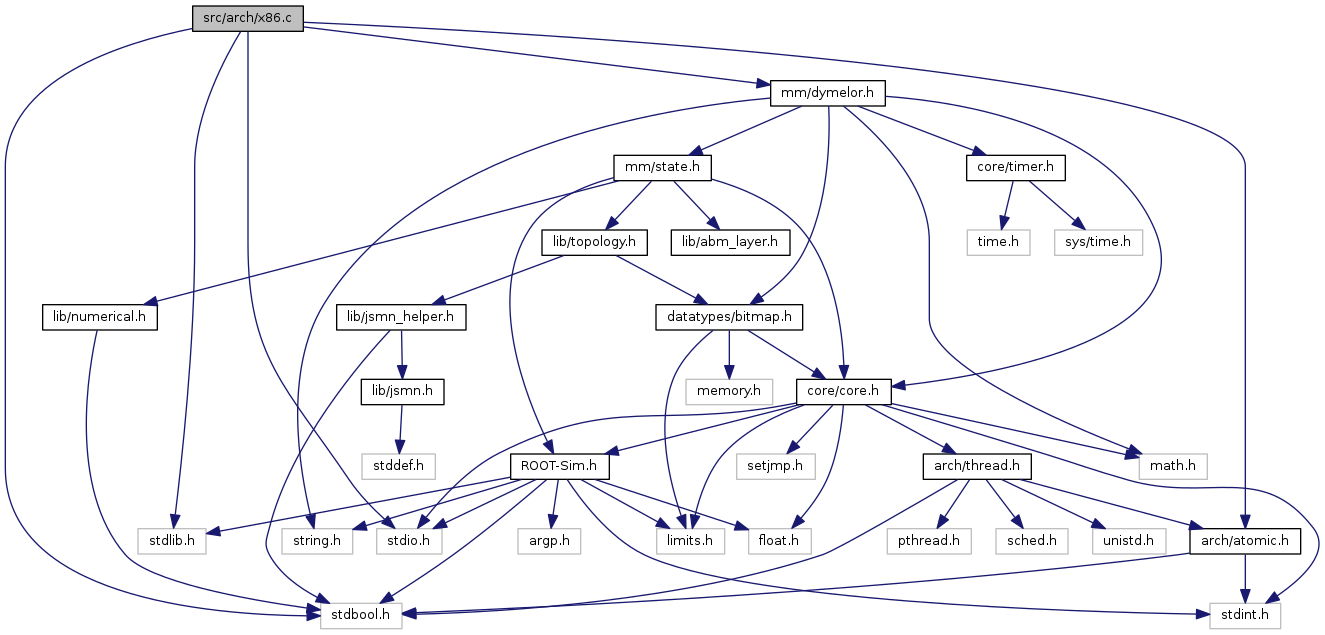 src/arch/x86.c
mm/dymelor.h
mm/state.h
core/timer.h
lib/topology.h
lib/abm_layer.h
time.h
sys/time.h
lib/numerical.h
lib/jsmn_helper.h
datatypes/bitmap.h
lib/jsmn.h
memory.h
core/core.h
stddef.h
ROOT-Sim.h
setjmp.h
arch/thread.h
math.h
stdlib.h
string.h
stdio.h
argp.h
limits.h
float.h
pthread.h
sched.h
unistd.h
arch/atomic.h
stdbool.h
stdint.h